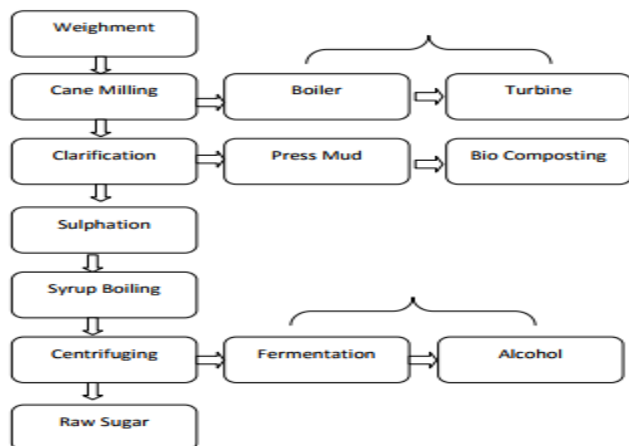 Weighment
Cane Milling
Boiler
Turbine
Clarification
Press Mud
Bio Composting
Sulphation
Syrup Boiling
Centrifuging
Fermentation
Alcohol
Raw Sugar